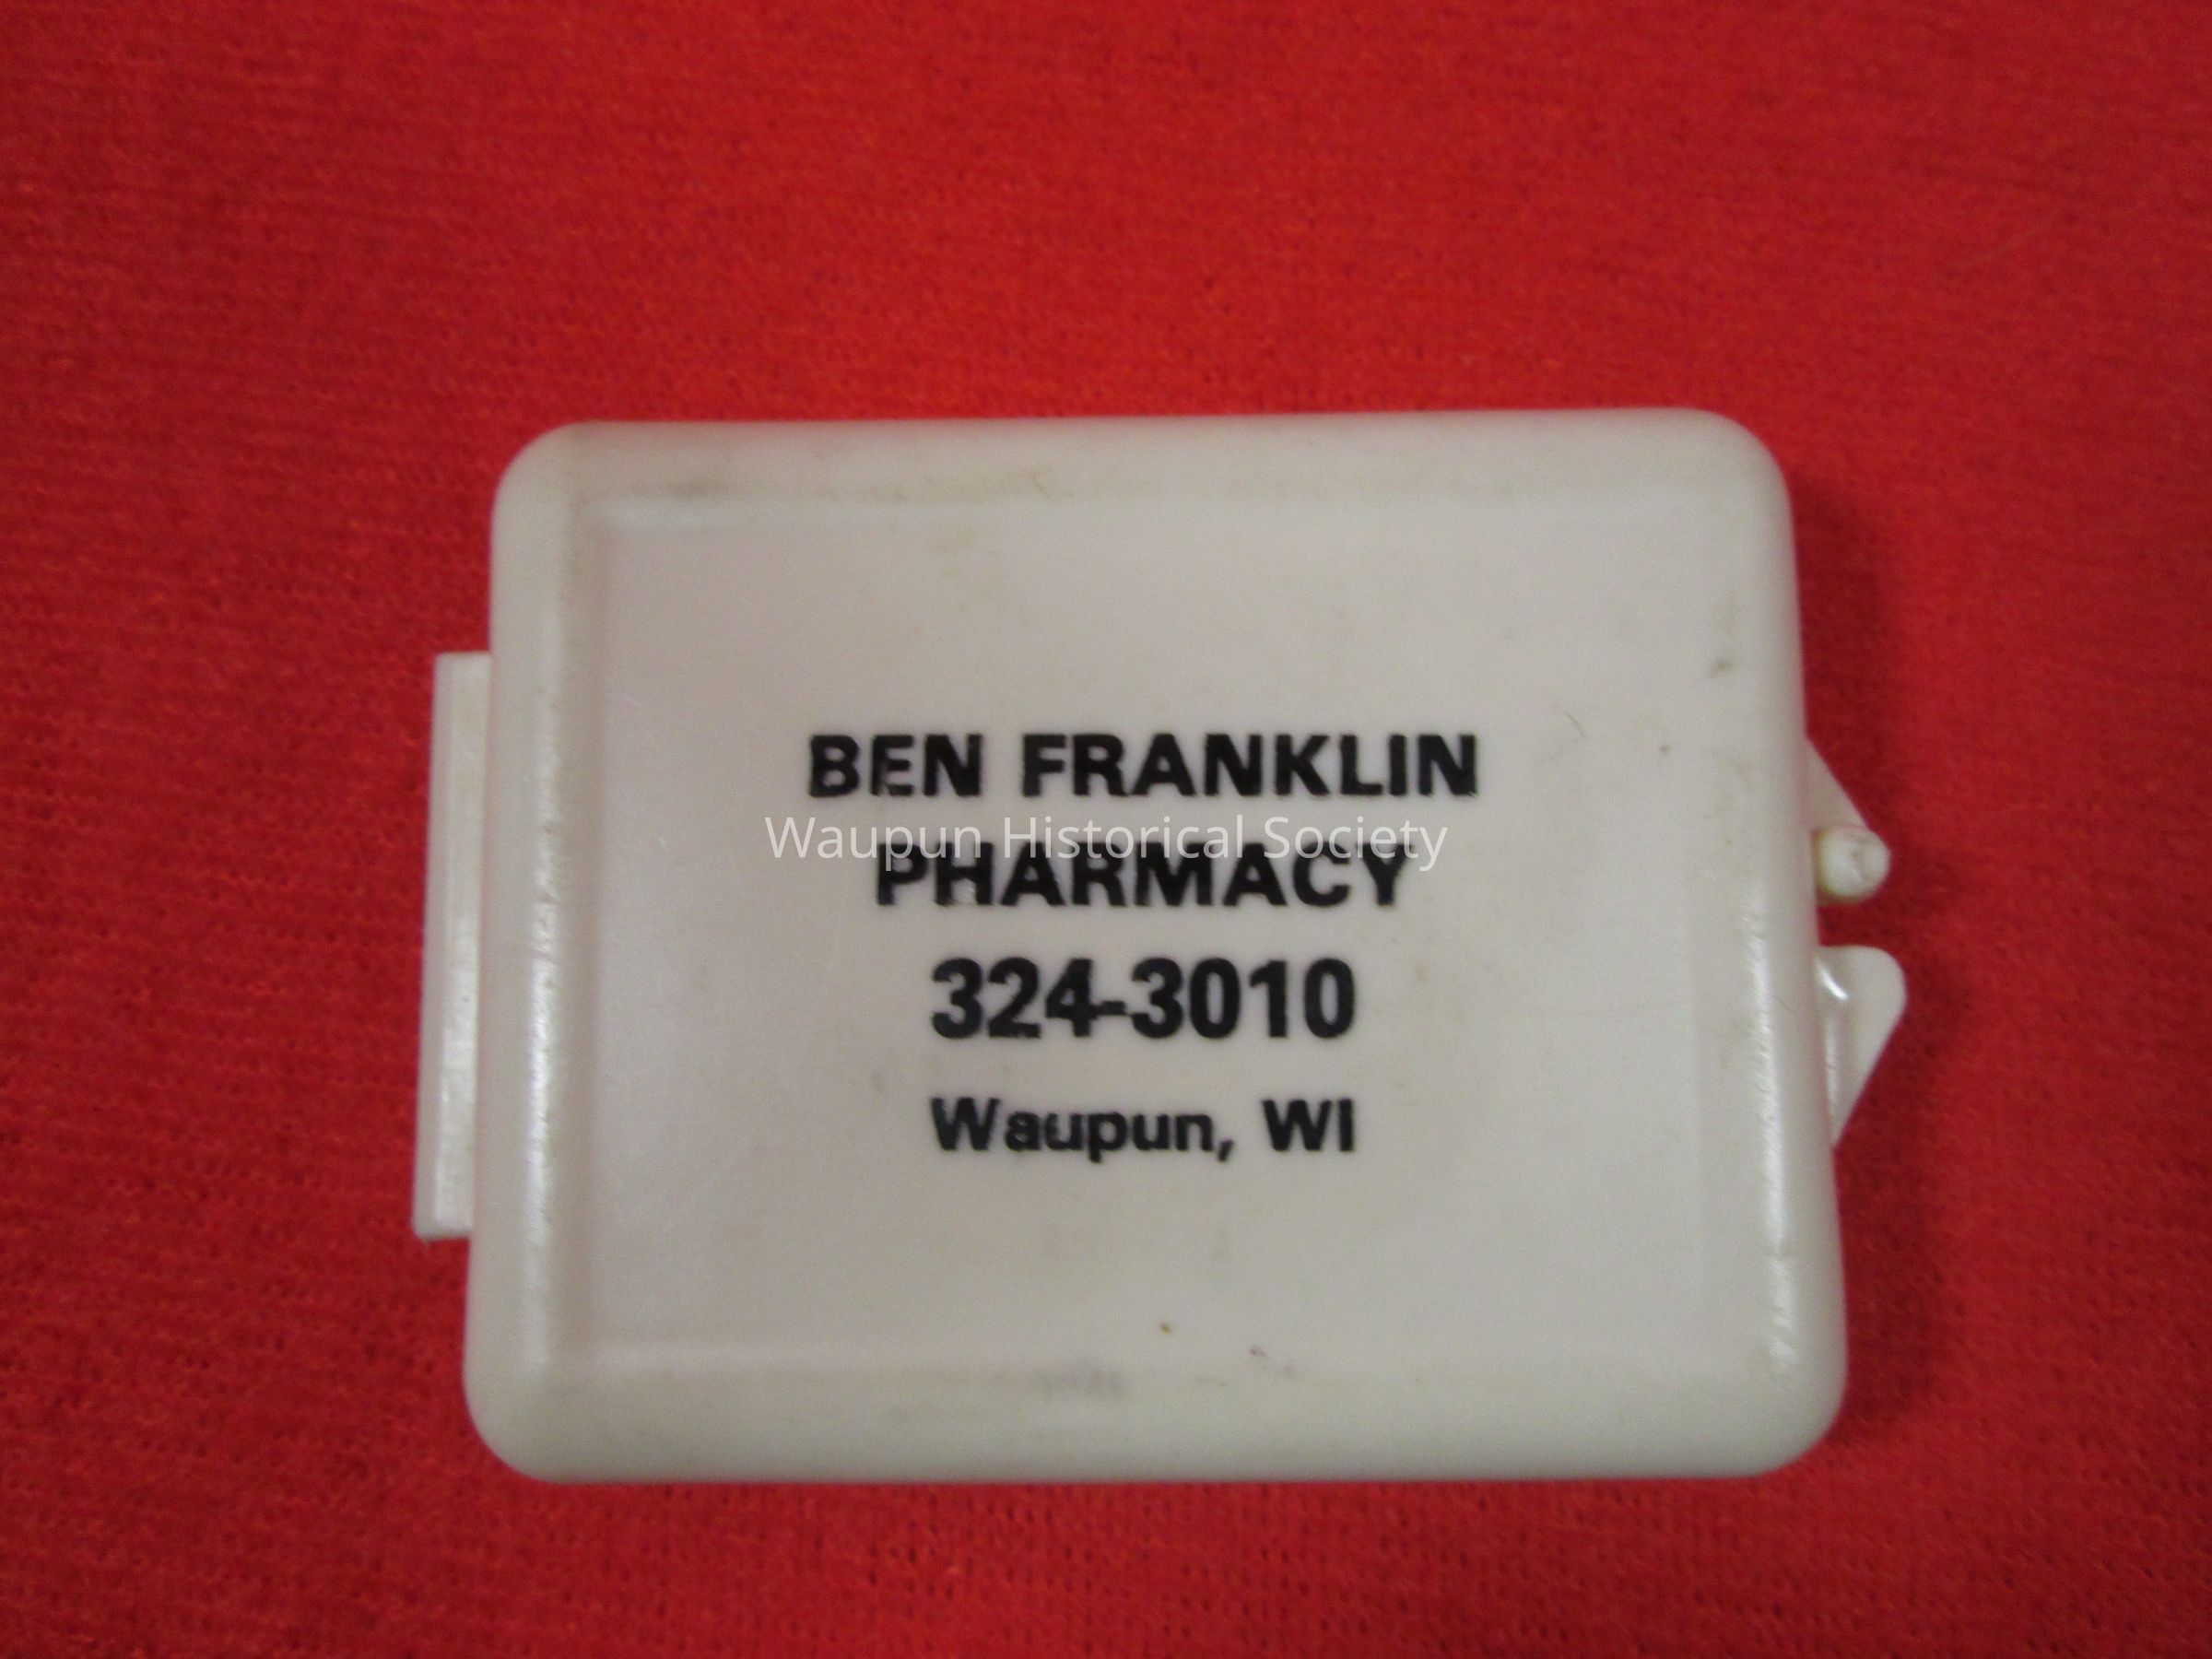 BEN FRANKLIN
Waupun Historical Society
PHARMACY
324-3010
Waupun, WI